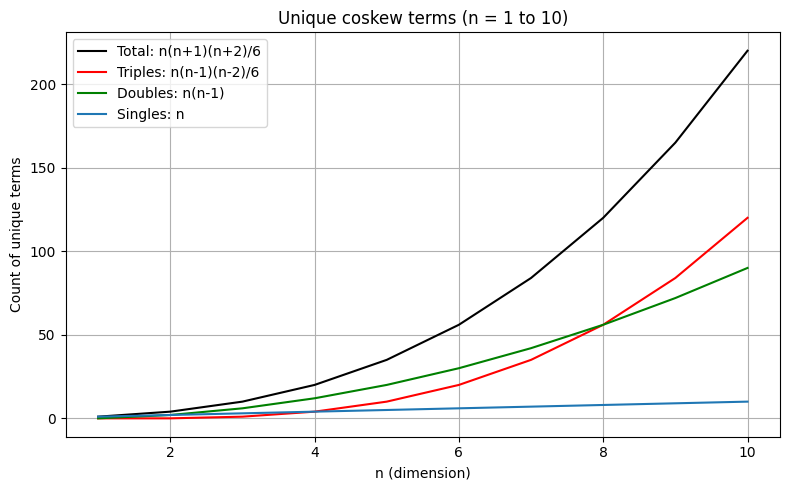 Unique coskew terms (n = 1 to 10)
Total: n(n+1)(n+2)/6
Triples: n(n-1)(n-2)/6
Doubles: n(n-1)
Singles: n
Count of unique terms
200
150
100
50
0
2 4 6 8 10
n (dimension)